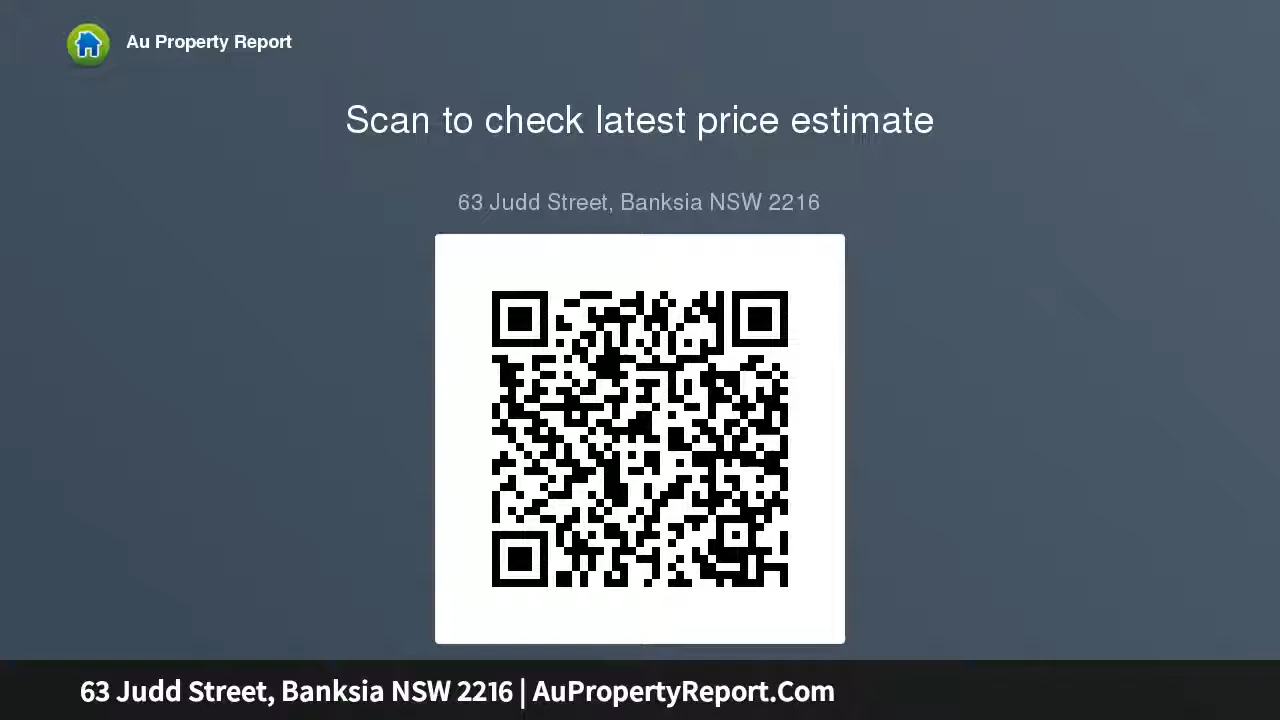 Au Property Report
Scan to check latest price estimate
63 Judd Street, Banksia NSW 2216
63 Judd Street, Banksia NSW 2216 | AuPropertyReport.Com